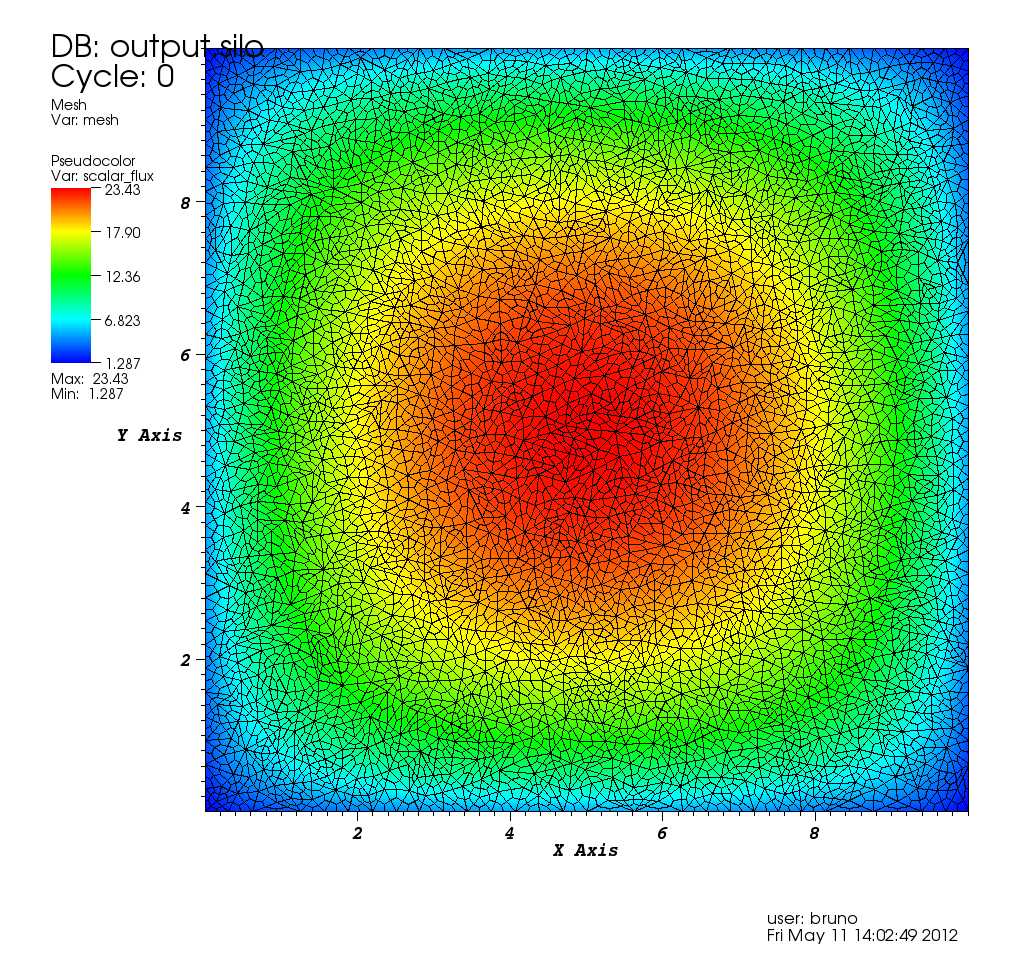 DB: output.silo
Cycle: 0
Mesh
Var: mesh
Pseudocolor
Var: scalar_flux
23.43
17.90
12.36
6.823
1.287
Max: 23.43
Min: 1.287
8
6
Y Axis
4
2
2 4 6 8
X Axis
user: bruno
Fri May 11 14:02:49 2012